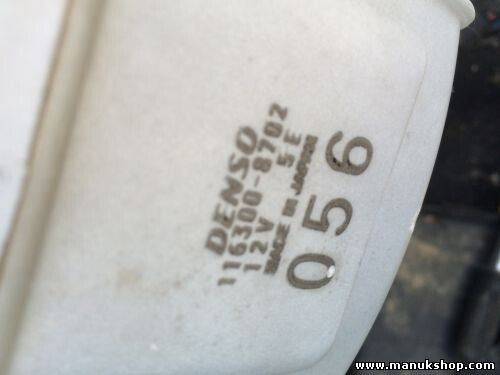 DENSO
116300-8702
12V 5E
MADE IN JAPAN
056
www.manukshop.com